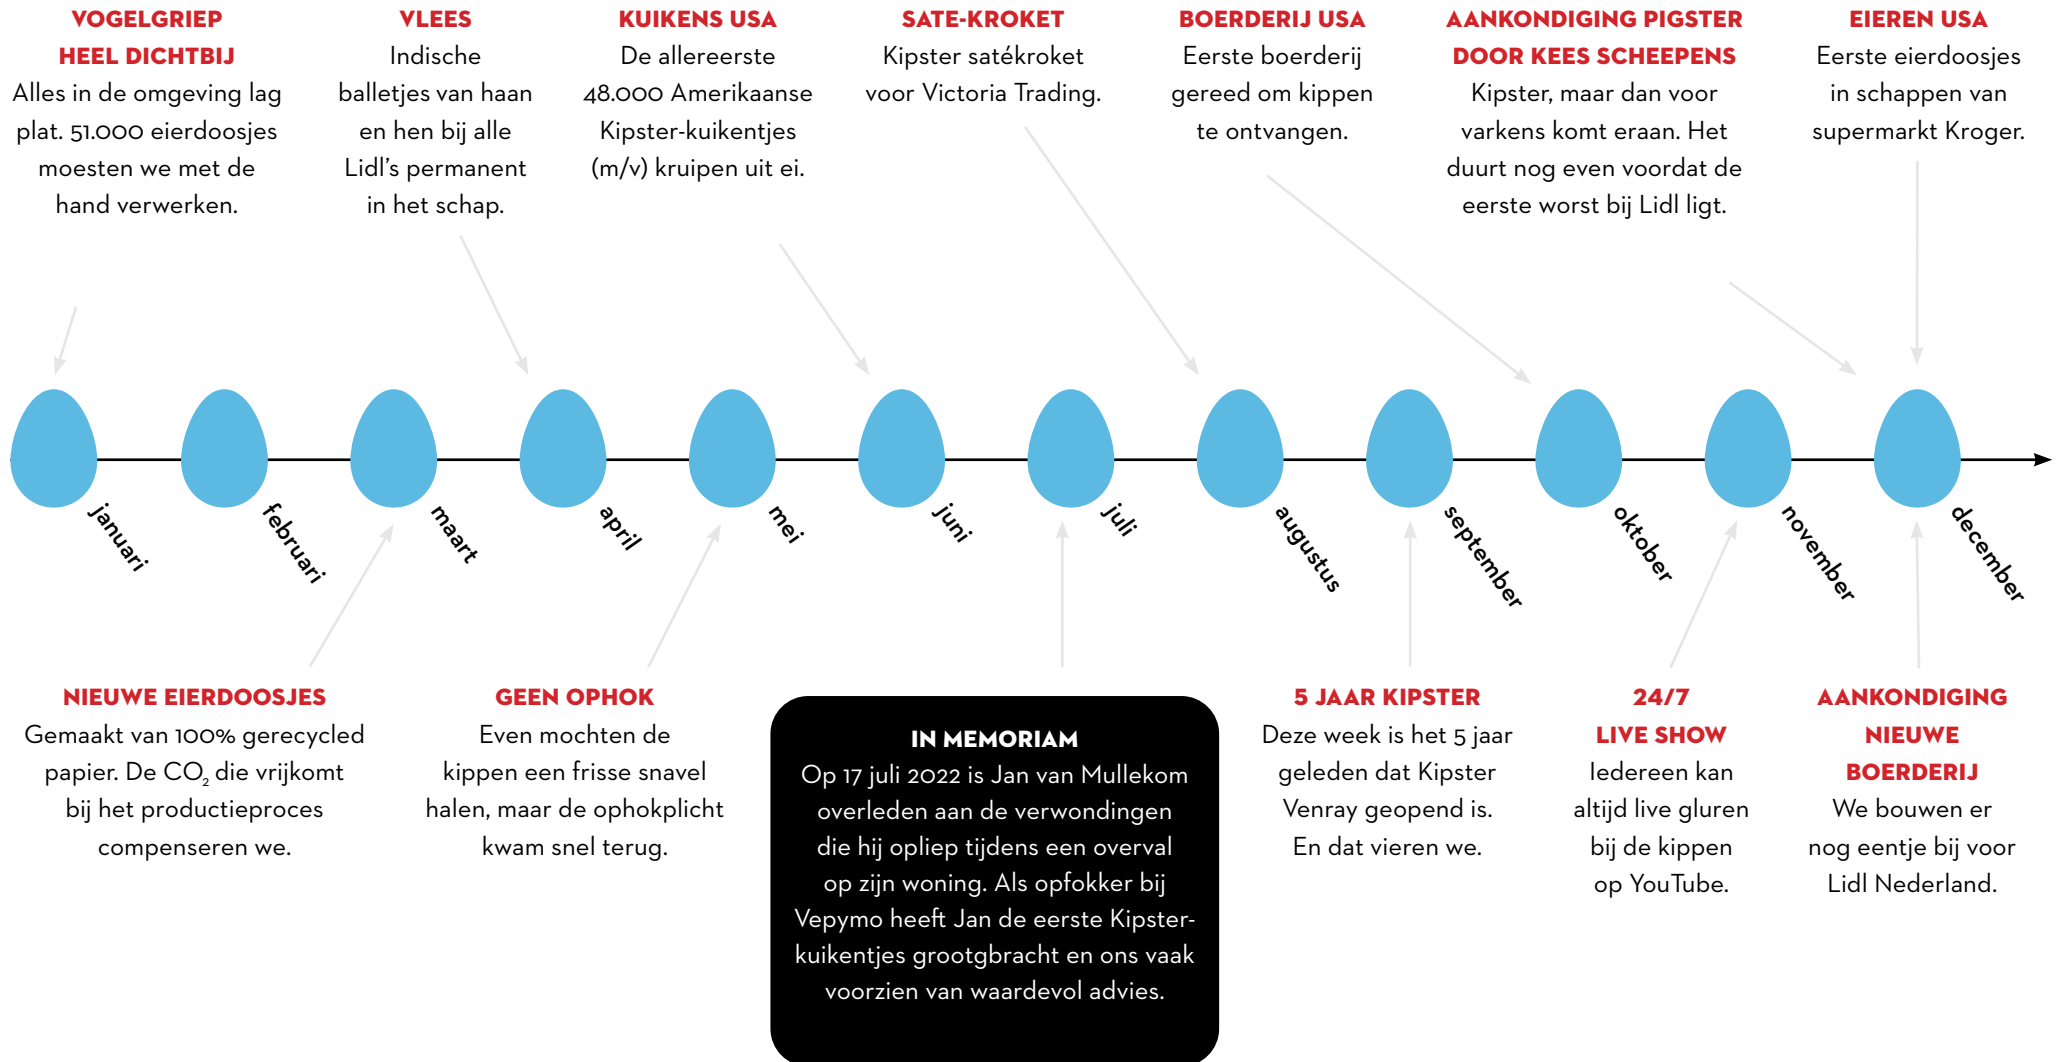 VOGELGRIEP
HEEL DICHTBIJ
Alles in de omgeving lag
plat. 51.000 eierdoosjes
moesten we met de
hand verwerken.
VLEES
Indische
balletjes van haan
en hen bij alle
Lidl's permanent
in het schap.
KUIKENS USA
De allereerste
48.000 Amerikaanse
Kipster-kuikentjes
(m/v) kruipen uit ei.
SATE-KROKET
Kipster satékroket
voor Victoria Trading.
BOERDERIJ USA
Eerste boerderij
gereed om kippen
te ontvangen.
AANKONDIGING PIGSTER
DOOR KEES SCHEEPENS
Kipster, maar dan voor
varkens komt eraan. Het
duurt nog even voordat de
eerste worst bij Lidl ligt.
EIEREN USA
Eerste eierdoosjes
in schappen van
supermarkt Kroger.
januari
februari
maart
april
mei
juni
juli
augustus
september
oktober
november
december
NIEUWE EIERDOOSJES
Gemaakt van 100% gerecycled
papier. De CO₂ die vrijkomt
bij het productieproces
compenseren we.
GEEN OPHOK
Even mochten de
kippen een frisse snavel
halen, maar de ophokplicht
kwam snel terug.
IN MEMORIAM
Op 17 juli 2022 is Jan van Mullekom
overleden aan de verwondingen
die hij opliep tijdens een overval
op zijn woning. Als opfokker bij
Vepymo heeft Jan de eerste Kipster-
kuikentjes grootgbracht en ons vaak
voorzien van waardevol advies.
5 JAAR KIPSTER
Deze week is het 5 jaar
geleden dat Kipster
Venray geopend is.
En dat vieren we.
24/7
LIVE SHOW
Iedereen kan
altijd live gluren
bij de kippen
op YouTube.
AANKONDIGING
NIEUWE
BOERDERIJ
We bouwen er
nog eentje bij voor
Lidl Nederland.